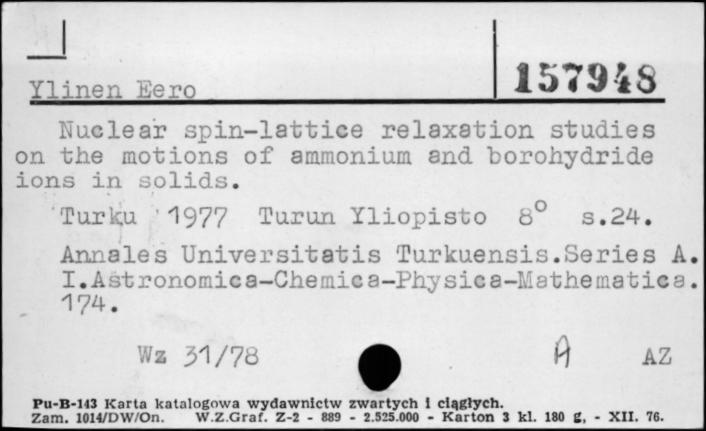 157948
Ylinen Eero
Nuclear spin-lattice relaxation studies
on the motions of ammonium and borohydride
ions in solids.
Turku 1977 Turun Yliopisto 8° s.24.
Annales Universitatis Turkuensis.Series A.
I.Astronomica-Chemica-Physica-Mathematica.
174.
Wz 31/78 A AZ
Pu-B-143 Karta katalogowa wydawnictw zwartych i ciągłych.
Zam. 1014/DW/On. W.Z.Graf. Z-2 - 889 - 2.525.000 - Karton 3 kl. 180 g, - XII. 76.